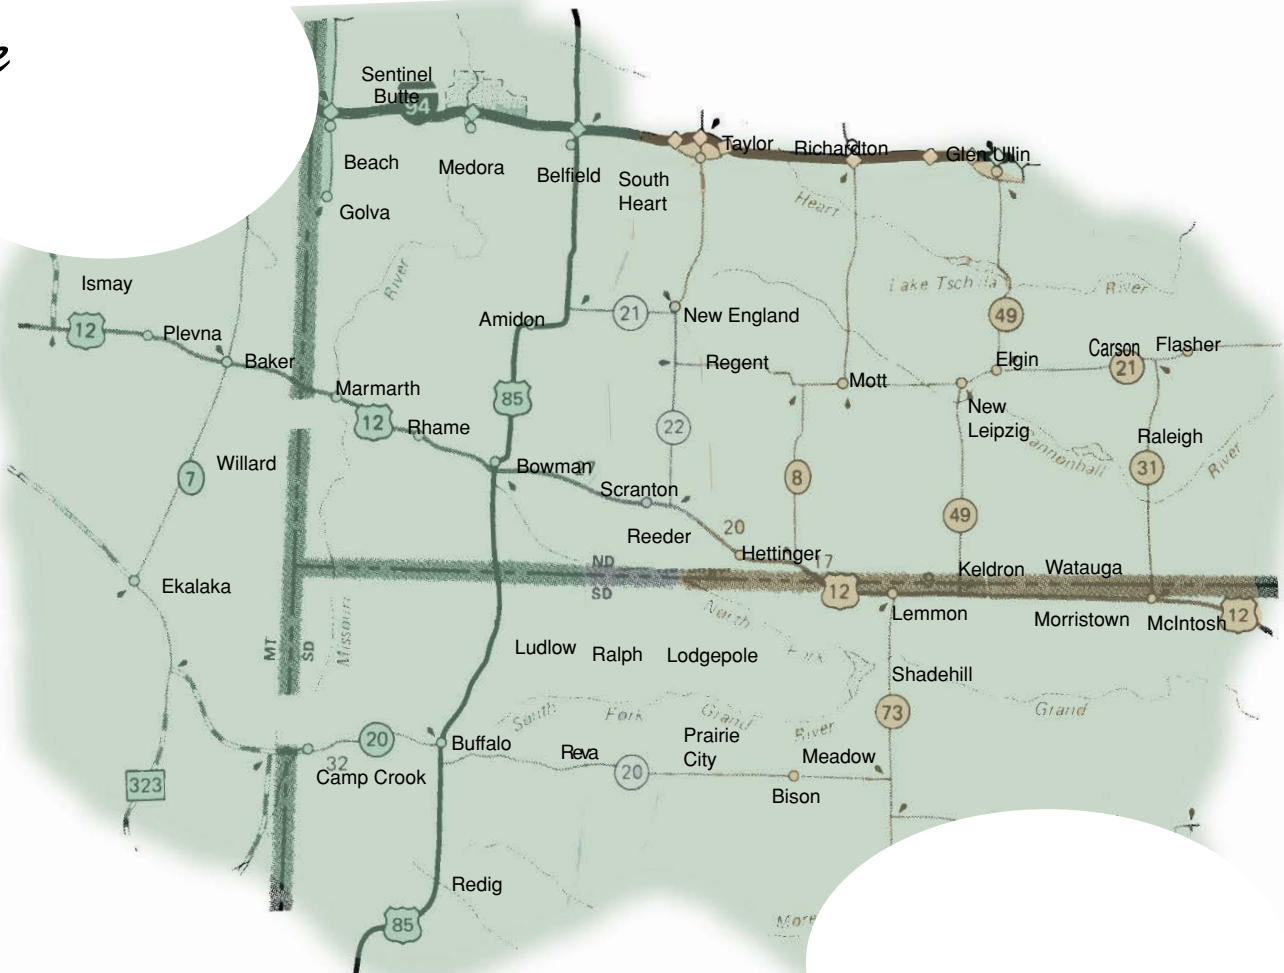 e
Sentinel
Butte
94
Taylor
Richardton
Glen Ullin
Beach
Medora
Belfield
South
Heart
Golva
Heart
River
Ismay
Lake Tschida
River
12
Plevna
Amidon
21
New England
49
Baker
Regent
Elgin
Carson
Flasher
21
Marmarth
85
Mott
12
Rhame
22
New
Leipzig
Raleigh
Cannonball
River
Willard
7
Bowman
27
8
31
Scranton
49
Reeder
20
Hettinger
17
ND
SD
Keldron
Watauga
Ekalaka
12
Lemmon
Morristown
McIntosh
12
North
Fork
MT
SD
Missouri
Ludlow
Ralph
Lodgepole
Shadehill
South
Fork
Grand
River
Grand
73
20
Buffalo
32
Camp Crook
Reva
20
Prairie
City
Meadow
Bison
323
Redig
85